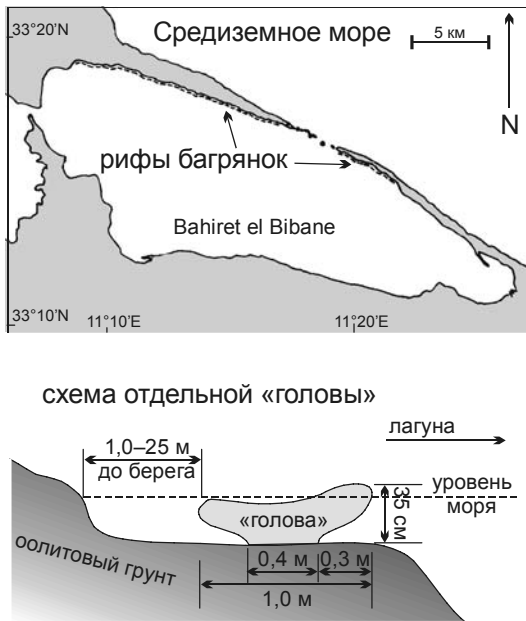 33°20'N
Средиземное море
5 км
N
рифы багрянок
Bahiret el Bibane
33°10'N
11°10'E
11°20'E
схема отдельной «головы»
лагуна
1,0–25 м
до берега
уровень
моря
35 см
«голова»
оолитовый грунт
0,4 м
0,3 м
1,0 м